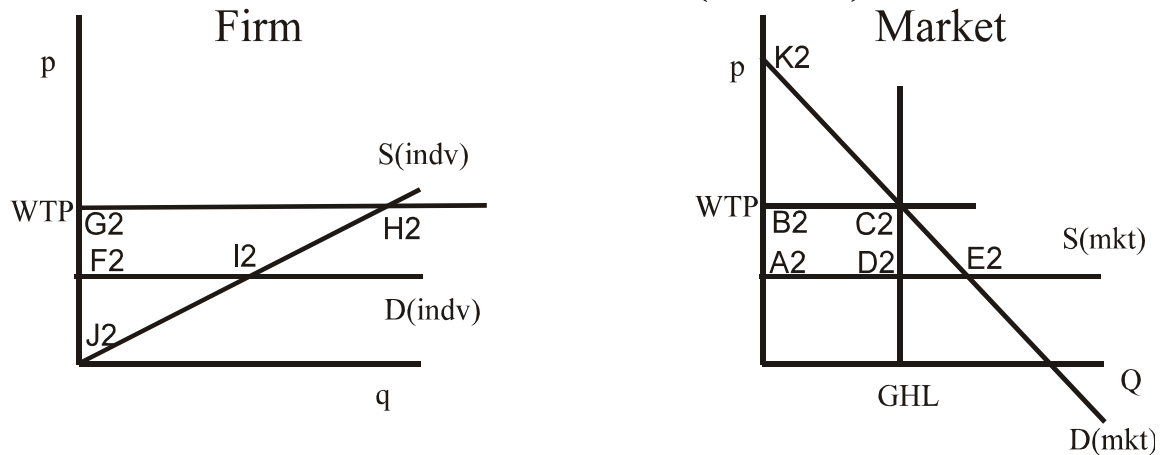 Firm
p
S(indv)
WTP
G2
H2
F2
I2
D(indv)
J2
q
Market
p
K2
WTP
B2
C2
S(mkt)
A2
D2
E2
GHL
Q
D(mkt)